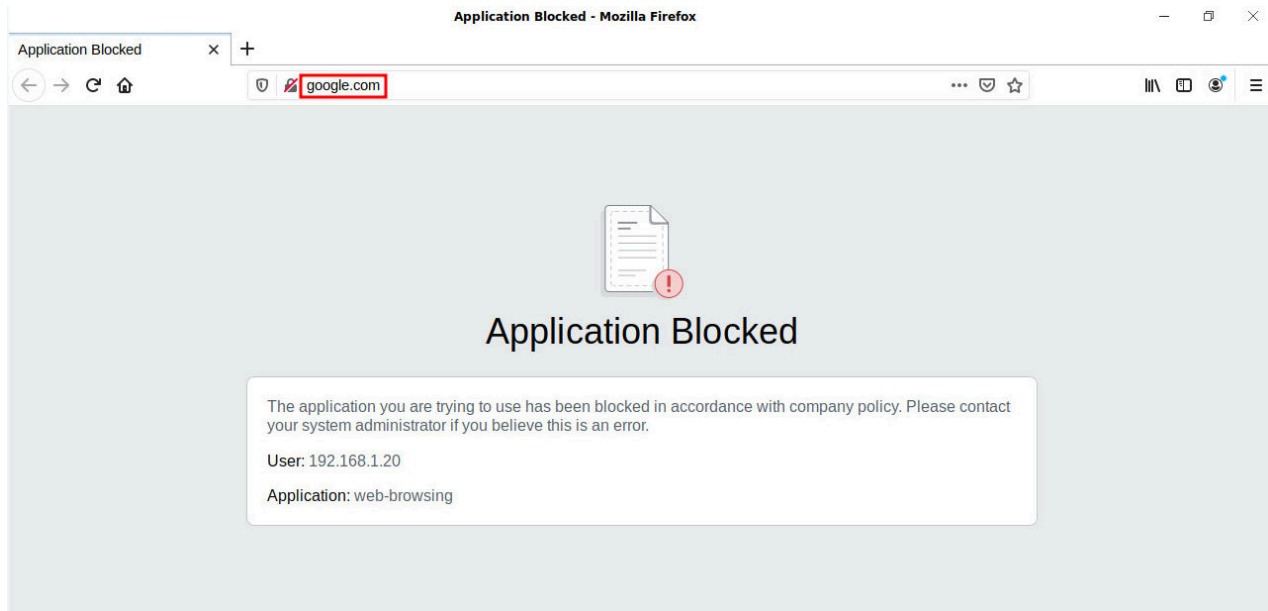 Application Blocked - Mozilla Firefox
Application Blocked
google.com
Application Blocked
The application you are trying to use has been blocked in accordance with company policy. Please contact
your system administrator if you believe this is an error.
User: 192.168.1.20
Application: web-browsing